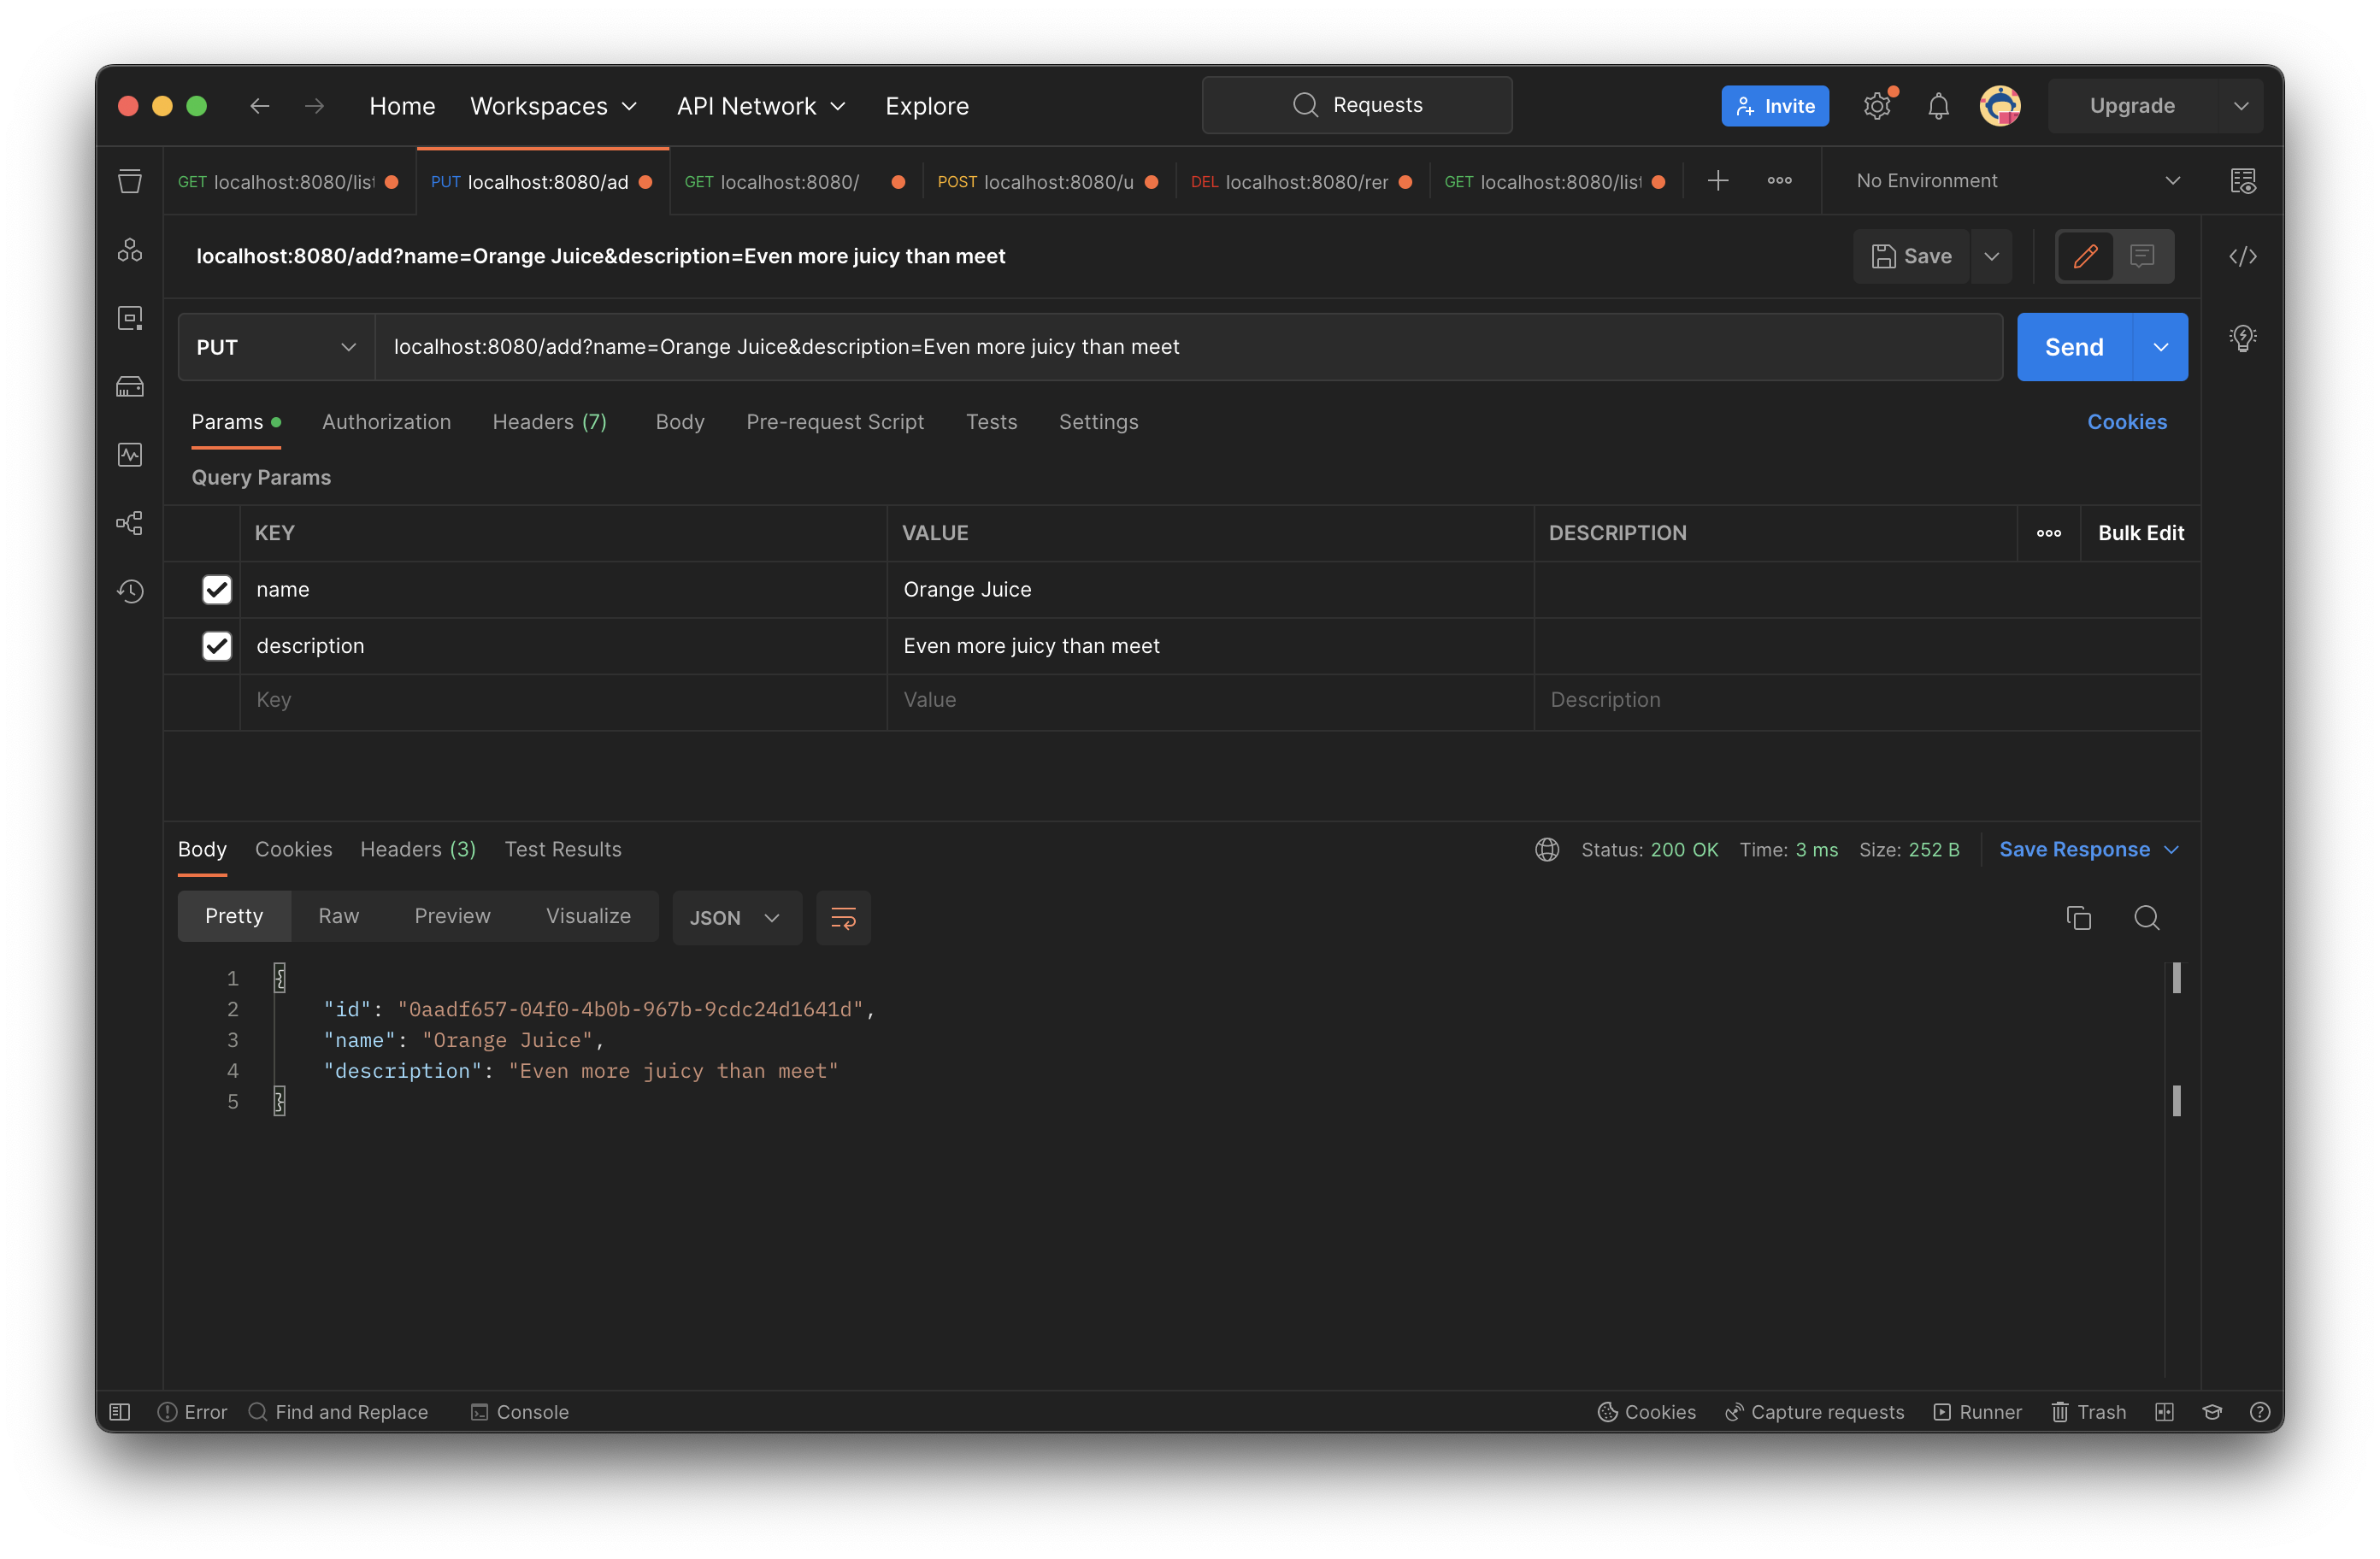 Home Workspaces API Network Explore Requests Invite Upgrade
GET localhost:8080/list PUT localhost:8080/ad GET localhost:8080/ POST localhost:8080/u DEL localhost:8080/rer GET localhost:8080/list No Environment
localhost:8080/add?name=Orange Juice&description=Even more juicy than meet Save
PUT localhost:8080/add?name=Orange Juice&description=Even more juicy than meet Send
Params Authorization Headers (7) Body Pre-request Script Tests Settings Cookies
Query Params
KEY VALUE DESCRIPTION Bulk Edit
name Orange Juice
description Even more juicy than meet
Key Value Description
Body Cookies Headers (3) Test Results Status: 200 OK Time: 3 ms Size: 252 B Save Response
Pretty Raw Preview Visualize JSON
1 {
2 "id": "0aadf657-04f0-4b0b-967b-9cdc24d1641d",
3 "name": "Orange Juice",
4 "description": "Even more juicy than meet"
5 }
Error Find and Replace Console Cookies Capture requests Runner Trash